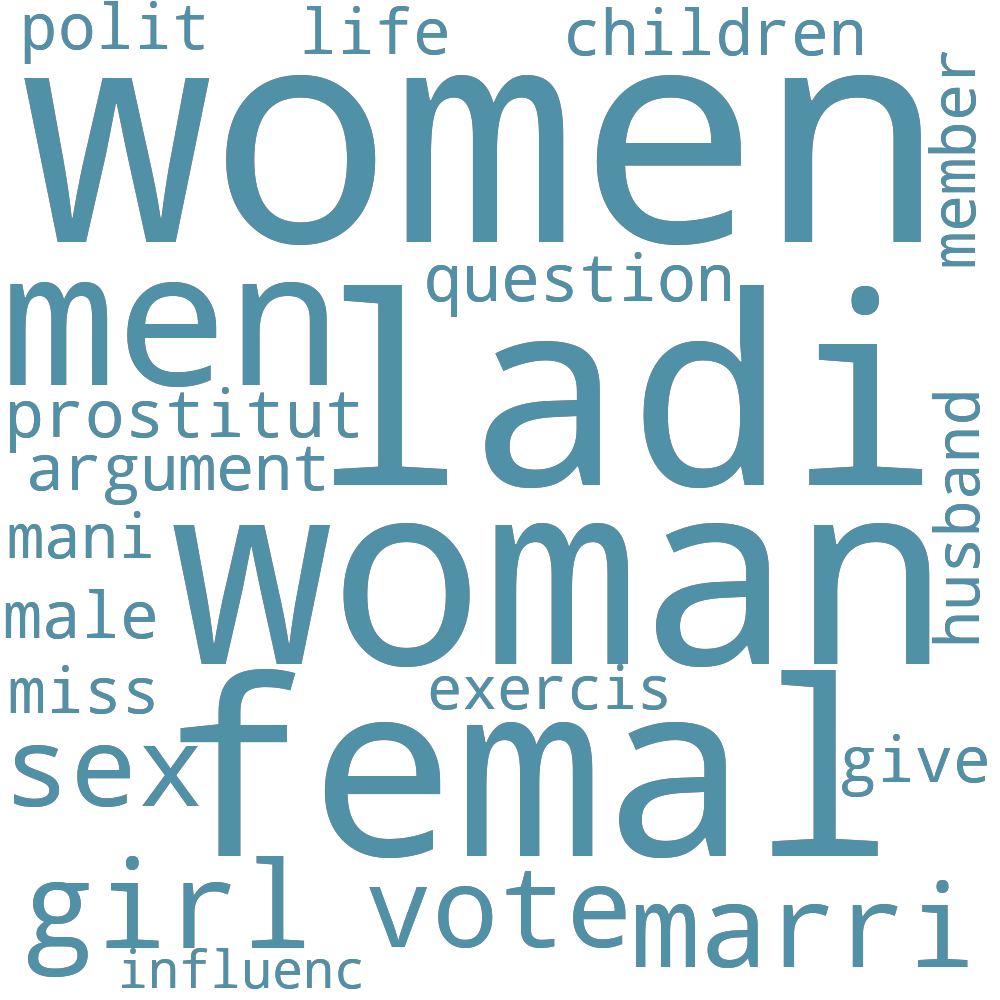 polit life children
women
member
question
men
ladi
prostitut
argument
husband
mani
woman
male
miss
exercis
femal
sex
give
girl
vote
marri
influenc